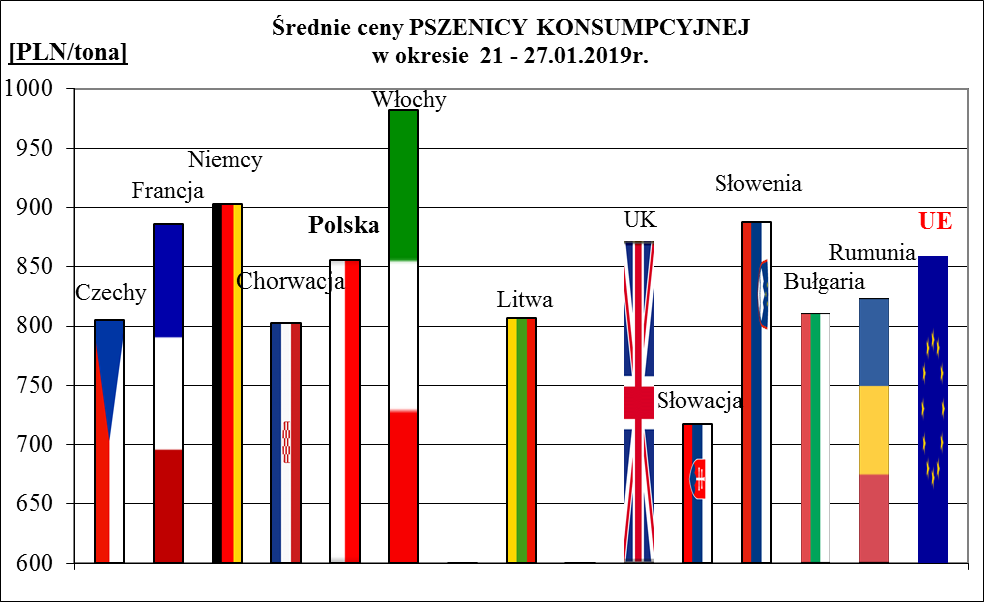 Średnie ceny PSZENICY KONSUMPCYJNEJ
w okresie 21 - 27.01.2019r.
[PLN/tona]
1000
950
900
850
800
750
700
650
600
Czechy
Francja
Niemcy
Chorwacja
Polska
Włochy
Litwa
UK
Słowacja
Słowenia
Bułgaria
Rumunia
UE